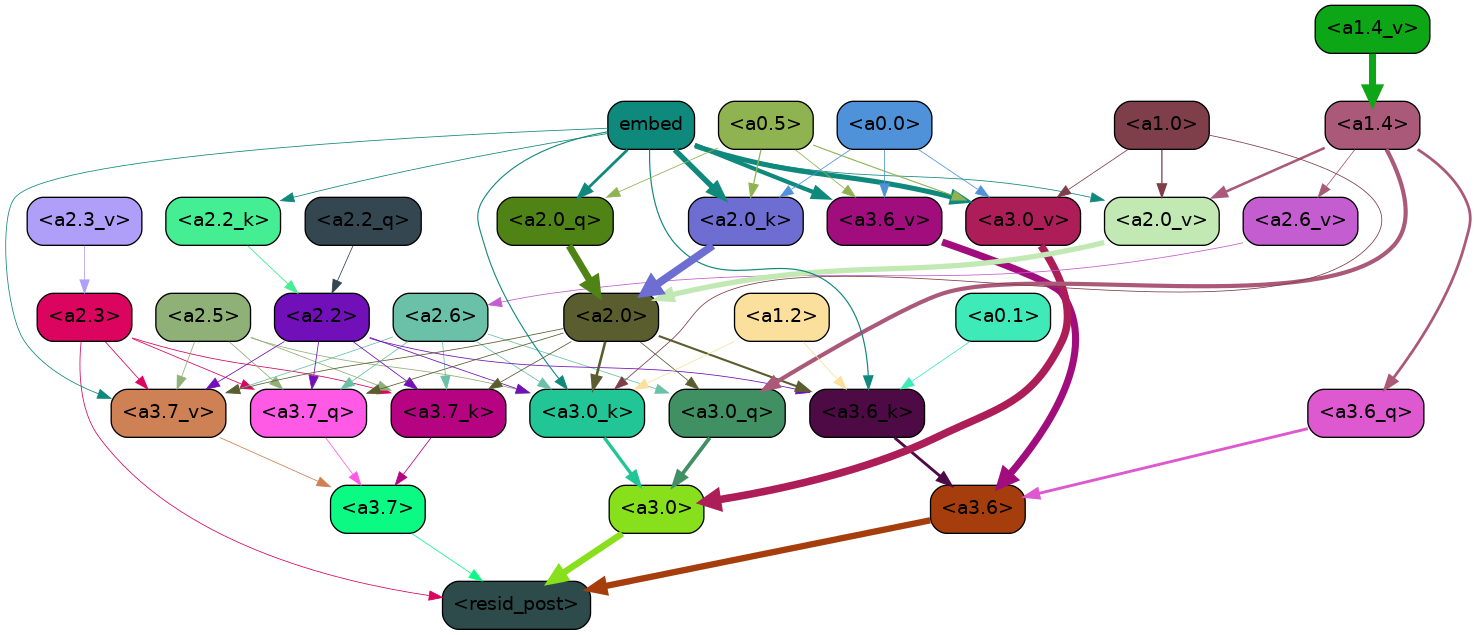 <a1.4_v>
embed
<a0.5>
<a0.0>
<a1.0>
<a1.4>
<a2.3_v>
<a2.2_k>
<a2.2_q>
<a2.0_q>
<a2.0_k>
<a3.6_v>
<a3.0_v>
<a2.0_v>
<a2.6_v>
<a2.3>
<a2.5>
<a2.2>
<a2.6>
<a2.0>
<a1.2>
<a0.1>
<a3.7_v>
<a3.7_q>
<a3.7_k>
<a3.0_k>
<a3.0_q>
<a3.6_k>
<a3.6_q>
<a3.7>
<a3.0>
<a3.6>
<resid_post>